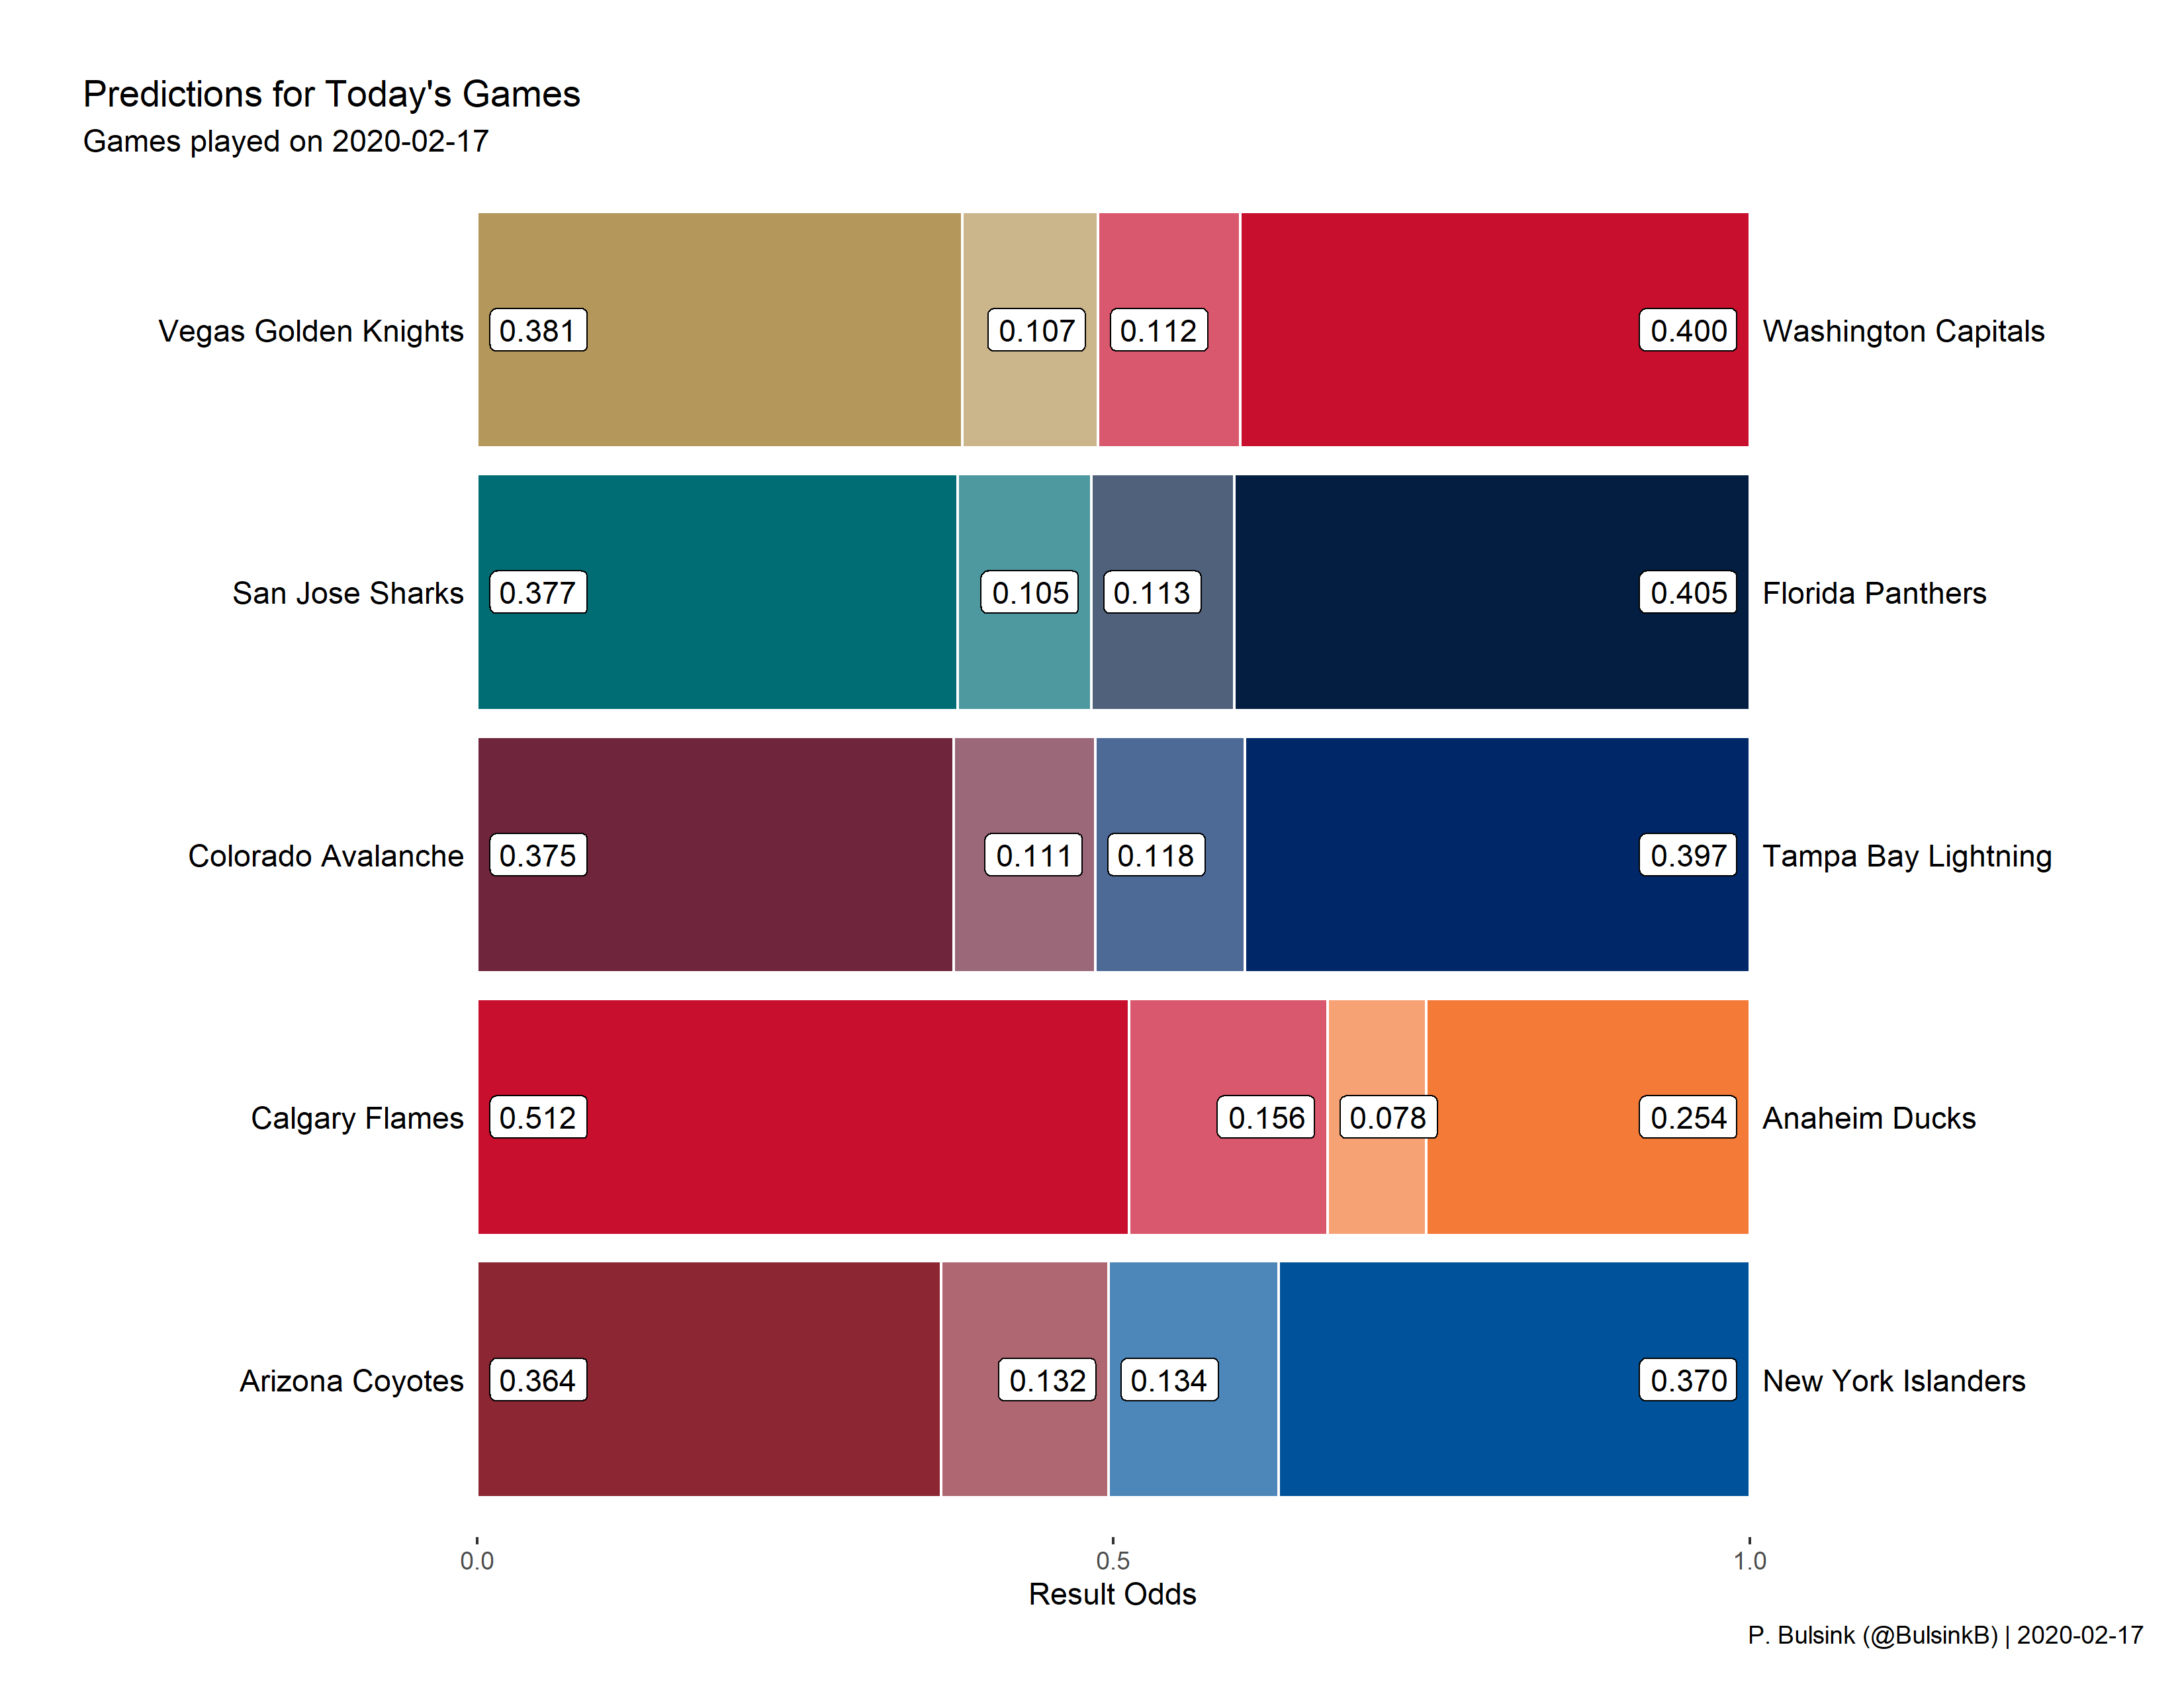 Predictions for Today's Games
Games played on 2020-02-17
Vegas Golden Knights 0.381 0.107 0.112 0.400 Washington Capitals
San Jose Sharks 0.377 0.105 0.113 0.405 Florida Panthers
Colorado Avalanche 0.375 0.111 0.118 0.397 Tampa Bay Lightning
Calgary Flames 0.512 0.156 0.078 0.254 Anaheim Ducks
Arizona Coyotes 0.364 0.132 0.134 0.370 New York Islanders
0.0 0.5 1.0
Result Odds
P. Bulsink (@BulsinkB) | 2020-02-17